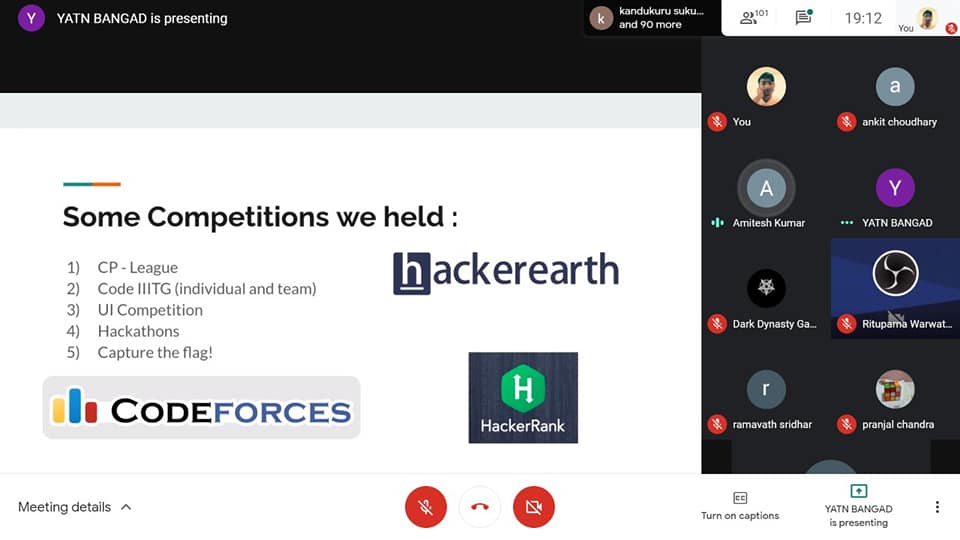 Y
YATN BANGAD is presenting
k
kandukuru suku...
and 90 more
101
19:12
You
Some Competitions we held :
1) CP - League
2) Code IIITG (individual and team)
3) UI Competition
4) Hackathons
5) Capture the flag!
hackerearth
CODEFORCES
H
HackerRank
You
a
ankit choudhary
A
Amitesh Kumar
Y
YATN BANGAD
Dark Dynasty Ga...
Rituparna Warwat...
r
ramavath sridhar
pranjal chandra
Meeting details
CC
Turn on captions
YATN BANGAD
is presenting